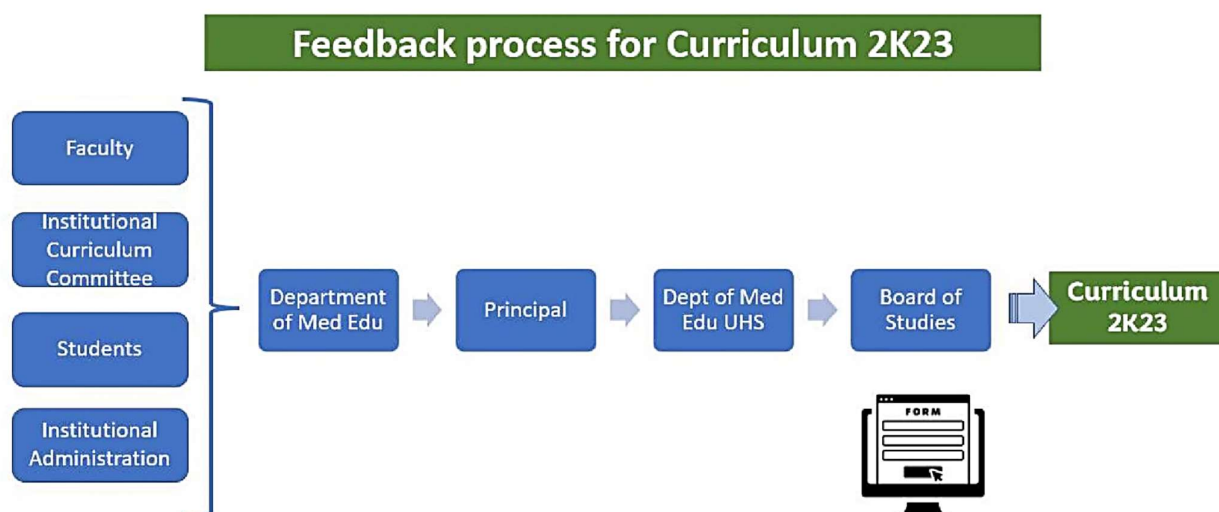 Feedback process for Curriculum 2K23
Faculty
Institutional
Curriculum
Committee
Students
Institutional
Administration
Department
of Med Edu
Principal
Dept of Med
Edu UHS
Board of
Studies
Curriculum
2K23
FORM